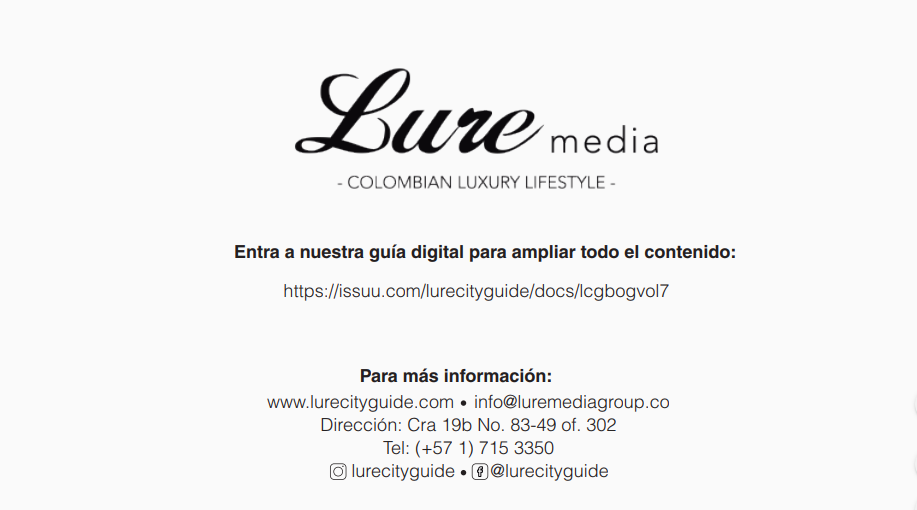 Lure media
- COLOMBIAN LUXURY LIFESTYLE -
Entra a nuestra guía digital para ampliar todo el contenido:
https://issuu.com/lurecityguide/docs/lcgbogvol7
Para más información:
www.lurecityguide.com • info@luremediagroup.co
Dirección: Cra 19b No. 83-49 of. 302
Tel: (+57 1) 715 3350
lurecityguide • @lurecityguide